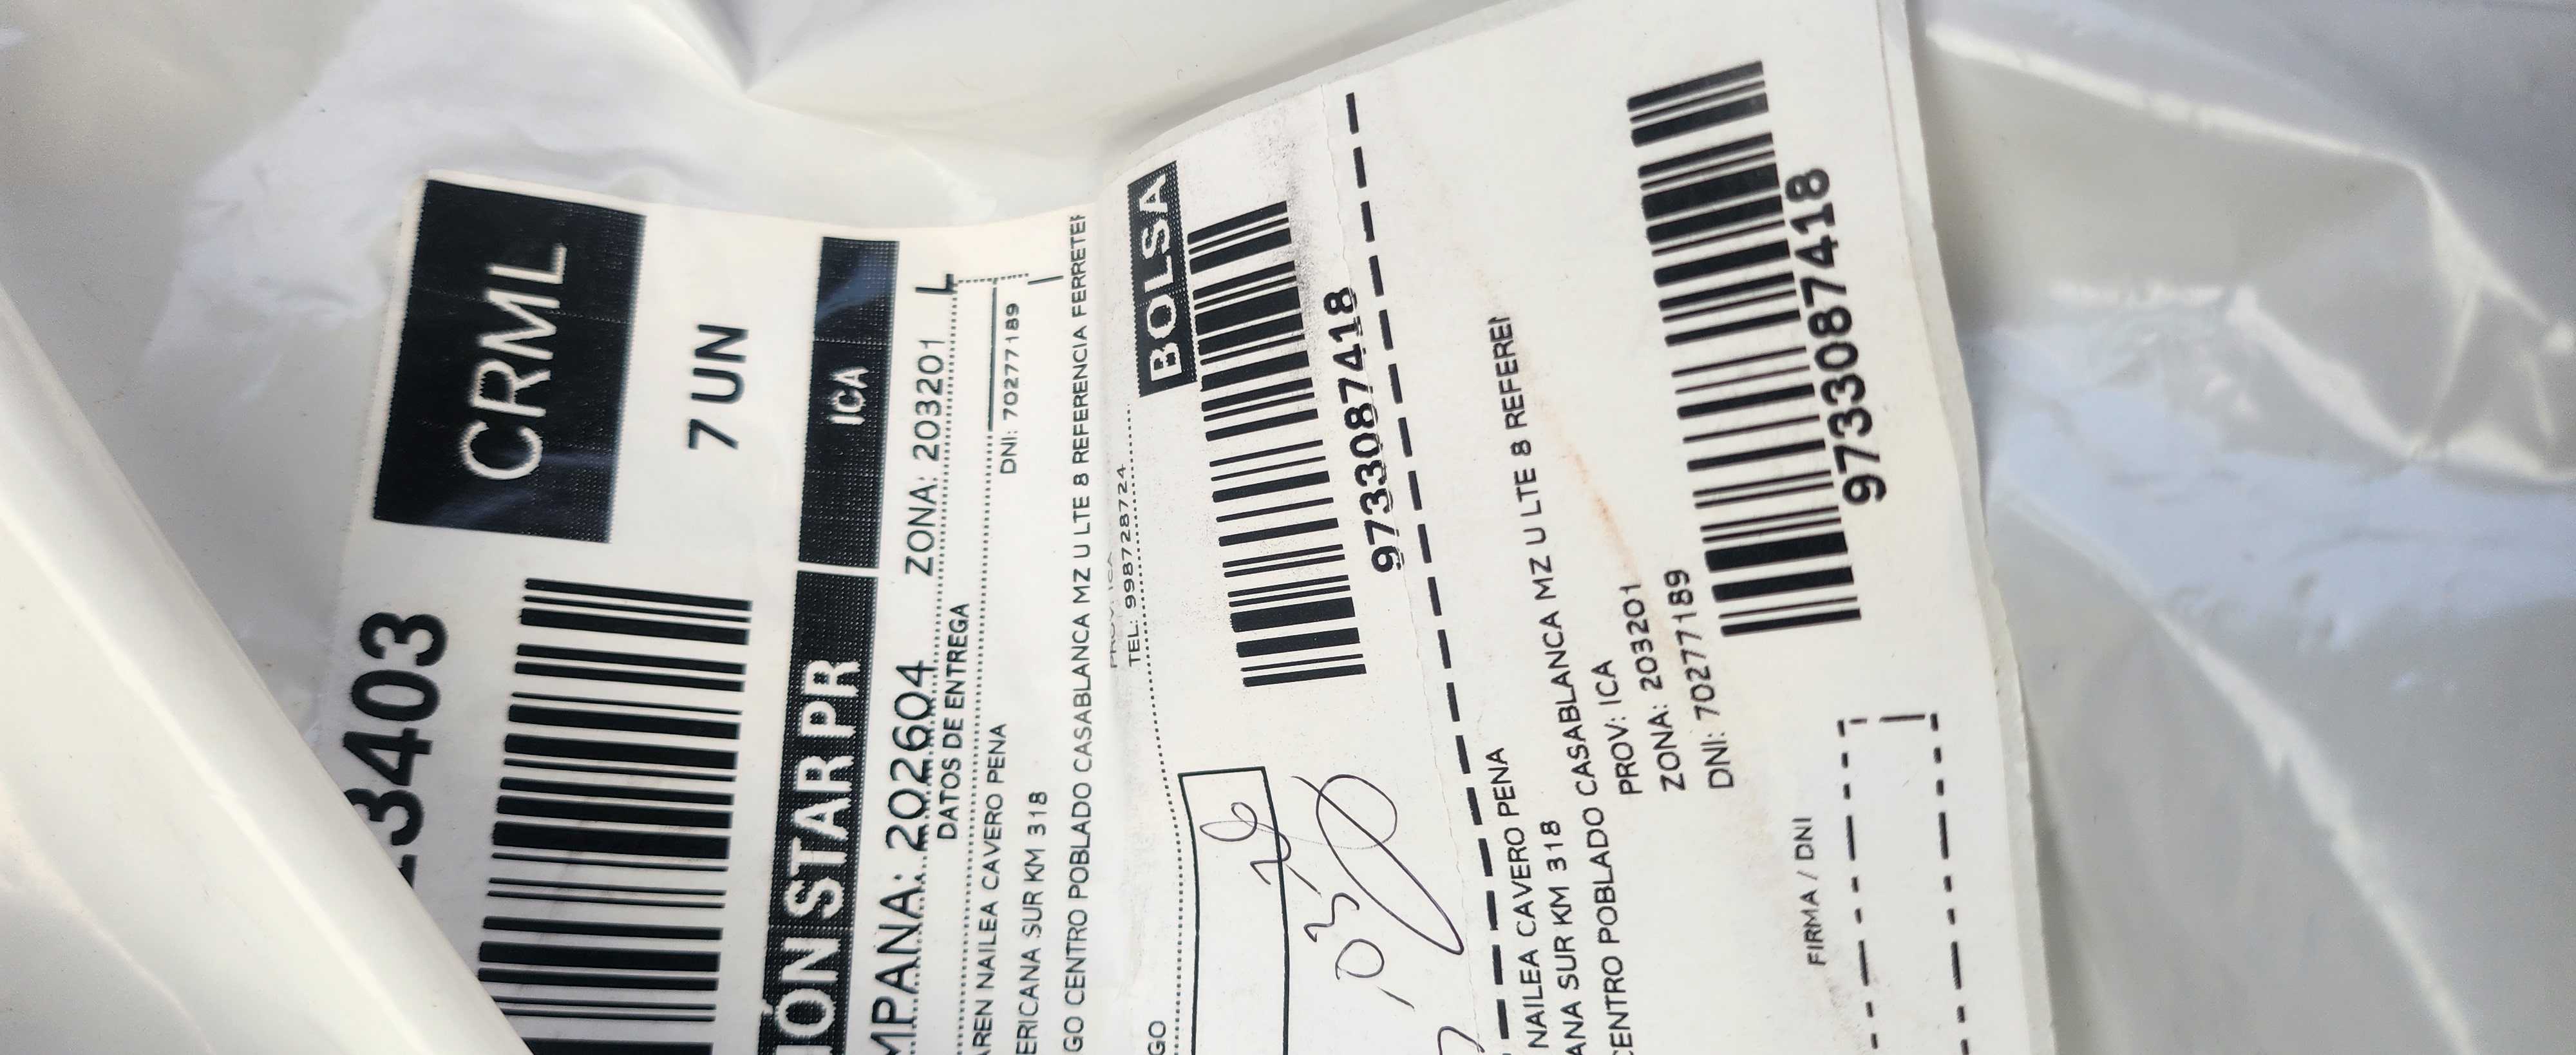 3403
CRML
7 UN
IÓN STAR PR
ICA
MPANA: 202604
ZONA: 203201
L
DATOS DE ENTREGA
AREN NAILEA CAVERO PENA
DNI: 70277189
ERICANA SUR KM 318
GO CENTRO POBLADO CASABLANCA MZ U LTE 8 REFERENCIA FERRETER
PROV: ICA
TEL: 998728724
GO
BOLSA
9733087418
NAILEA CAVERO PENA
ANA SUR KM 318
CENTRO POBLADO CASABLANCA MZ U LTE 8 REFEREN
PROV: ICA
ZONA: 203201
DNI: 70277189
9733087418
FIRMA / DNI